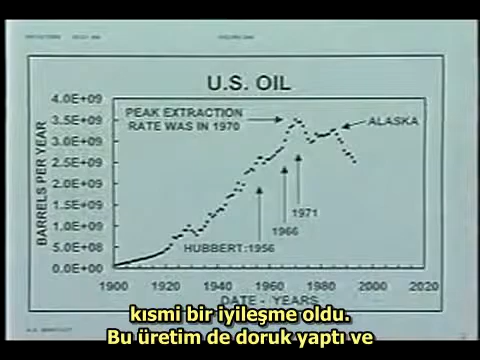 U.S. OIL
4.0E+09
3.5E+09
3.0E+09
2.5E+09
2.0E+09
1.5E+09
1.0E+09
5.0E+08
0.0E+00
BARRELS PER YEAR
PEAK EXTRACTION
RATE WAS IN 1970
ALASKA
1971
1966
HUBBERT:1956
1900
1920
1940
1960
1980
2000
2020
DATE - YEARS
kısmi bir iyileşme oldu.
Bu üretim de doruk yaptı ve